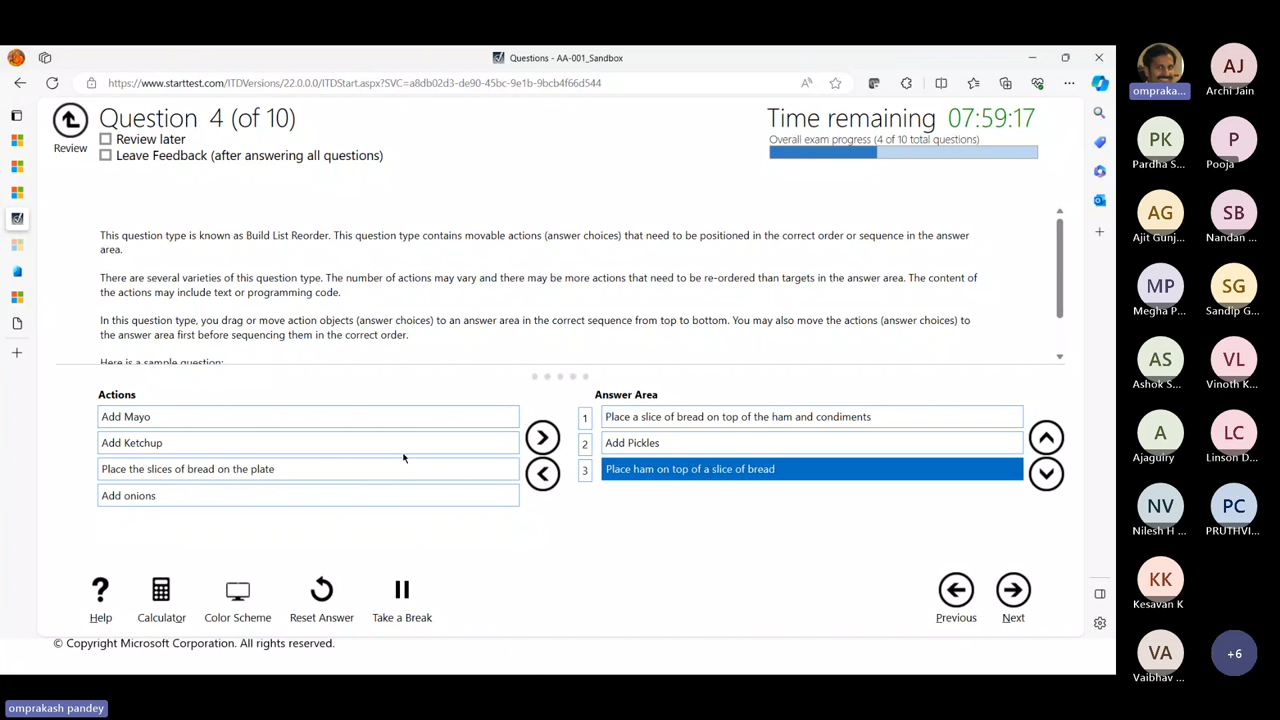 Questions - AA-001_Sandbox
https://www.starttest.com/ITDVersions/22.0.0.0/ITDStart.aspx?SVC=a8db02d3-de90-45bc-9e1b-9bcb4f66d544
Review
Question 4 (of 10)
Review later
Leave Feedback (after answering all questions)
Time remaining 07:59:17
Overall exam progress (4 of 10 total questions)
This question type is known as Build List Reorder. This question type contains movable actions (answer choices) that need to be positioned in the correct order or sequence in the answer
area.
There are several varieties of this question type. The number of actions may vary and there may be more actions that need to be re-ordered than targets in the answer area. The content of
the actions may include text or programming code.
In this question type, you drag or move action objects (answer choices) to an answer area in the correct sequence from top to bottom. You may also move the actions (answer choices) to
the answer area first before sequencing them in the correct order.
Here is a sample question:
Actions
Add Mayo
Add Ketchup
Place the slices of bread on the plate
Add onions
Answer Area
1 Place a slice of bread on top of the ham and condiments
2 Add Pickles
3 Place ham on top of a slice of bread
? Help
Calculator
Color Scheme
Reset Answer
Take a Break
Previous
Next
© Copyright Microsoft Corporation. All rights reserved.
ompraka...
AJ
Archi Jain
PK
Pardha S...
P
Pooja
AG
Ajit Gunj...
SB
Nandan ...
MP
Megha P...
SG
Sandip G...
AS
Ashok S...
VL
Vinoth K...
A
Ajaguiry
LC
Linson D...
NV
Nilesh H ...
PC
PRUTHVI...
KK
Kesavan K
VA
Vaibhav ...
+6
omprakash pandey